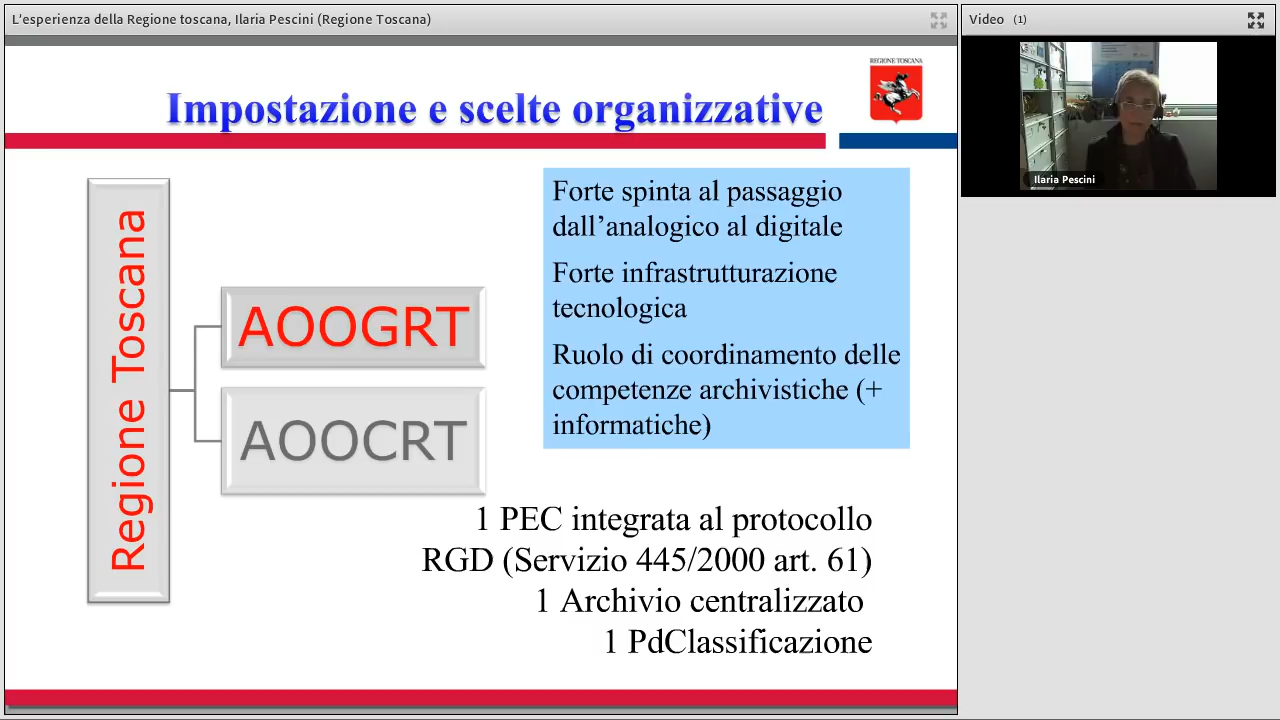 L'esperienza della Regione toscana, Ilaria Pescini (Regione Toscana)
Video (1)
REGIONE TOSCANA
Impostazione e scelte organizzative
Ilaria Pescini
Regione Toscana
AOOGRT
AOOCRT
Forte spinta al passaggio
dall’analogico al digitale
Forte infrastrutturazione
tecnologica
Ruolo di coordinamento delle
competenze archivistiche (+
informatiche)
1 PEC integrata al protocollo
RGD (Servizio 445/2000 art. 61)
1 Archivio centralizzato
1 PdClassificazione